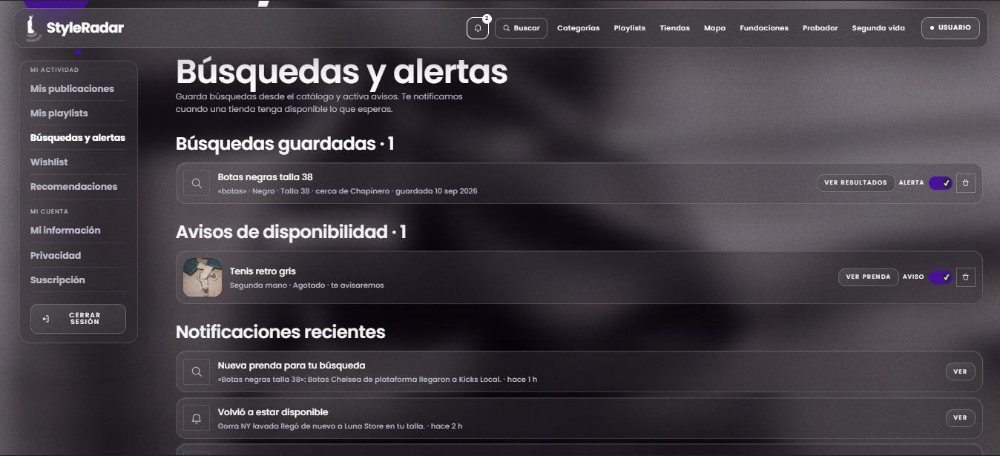 StyleRadar
2
Buscar
Categorías
Playlists
Tiendas
Mapa
Fundaciones
Probador
Segunda vida
USUARIO
MI ACTIVIDAD
Mis publicaciones
Mis playlists
Búsquedas y alertas
Wishlist
Recomendaciones
MI CUENTA
Mi información
Privacidad
Suscripción
CERRAR
SESIÓN
Búsquedas y alertas
Guarda búsquedas desde el catálogo y activa avisos. Te notificamos
cuando una tienda tenga disponible lo que esperas.
Búsquedas guardadas · 1
Botas negras talla 38
«botas» · Negro · Talla 38 · cerca de Chapinero · guardada 10 sep 2026
VER RESULTADOS
ALERTA
Avisos de disponibilidad · 1
Tenis retro gris
Segunda mano · Agotado · te avisaremos
VER PRENDA
AVISO
Notificaciones recientes
Nueva prenda para tu búsqueda
«Botas negras talla 38»: Botas Chelsea de plataforma llegaron a Kicks Local. · hace 1 h
VER
Volvió a estar disponible
Gorra NY lavada llegó de nuevo a Luna Store en tu talla. · hace 2 h
VER